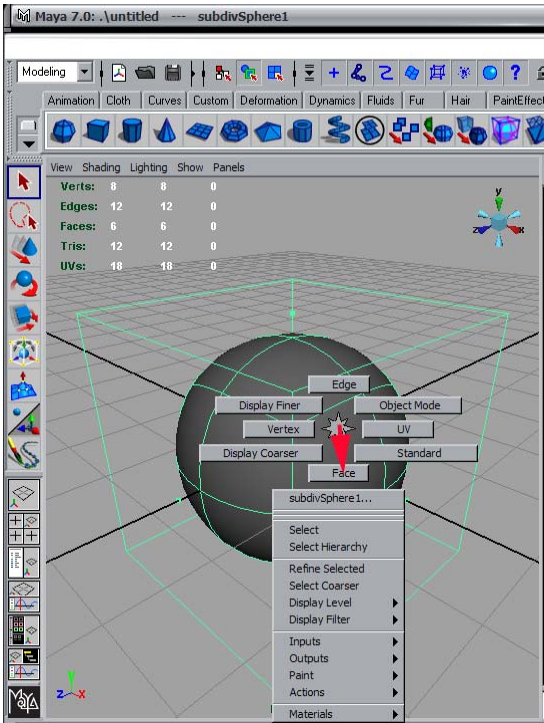 Maya 7.0: .\untitled --- subdivSphere1
Modeling
Animation Cloth Curves Custom Deformation Dynamics Fluids Fur Hair PaintEffect
View Shading Lighting Show Panels
Verts: 8 8 0
Edges: 12 12 0
Faces: 6 6 0
Tris: 12 12 0
UVs: 18 18 0
y
z x
Edge
Display Finer Object Mode
Vertex UV
Display Coarser Standard
Face
subdivSphere1...
Select
Select Hierarchy
Refine Selected
Select Coarser
Display Level
Display Filter
Inputs
Outputs
Paint
Actions
Materials
Y
Z X
MAYA